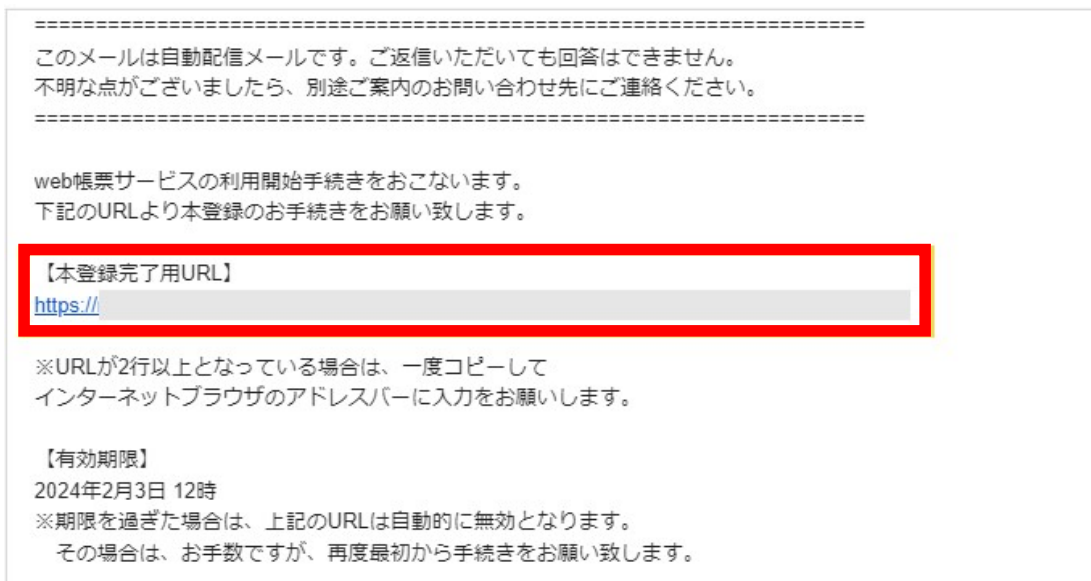 ===================================================================
このメールは自動配信メールです。ご返信いただいても回答はできません。
不明な点がございましたら、別途ご案内のお問い合わせ先にご連絡ください。
===================================================================
web帳票サービスの利用開始手続きをおこないます。
下記のURLより本登録のお手続きをお願い致します。
【本登録完了用URL】
https://
※URLが2行以上となっている場合は、一度コピーして
インターネットブラウザのアドレスバーに入力をお願いします。
【有効期限】
2024年2月3日 12時
※期限を過ぎた場合は、上記のURLは自動的に無効となります。
その場合は、お手数ですが、再度最初から手続きをお願い致します。